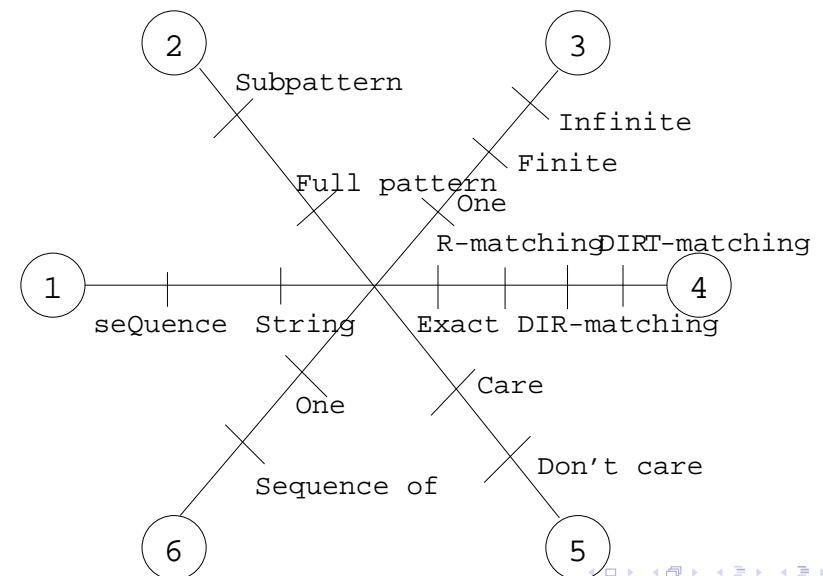 2
3
Subpattern
Infinite
Finite
Full pattern
One
R-matching
DIRT-matching
1
4
seQuence
String
Exact
DIR-matching
Care
One
Don't care
Sequence of
6
5